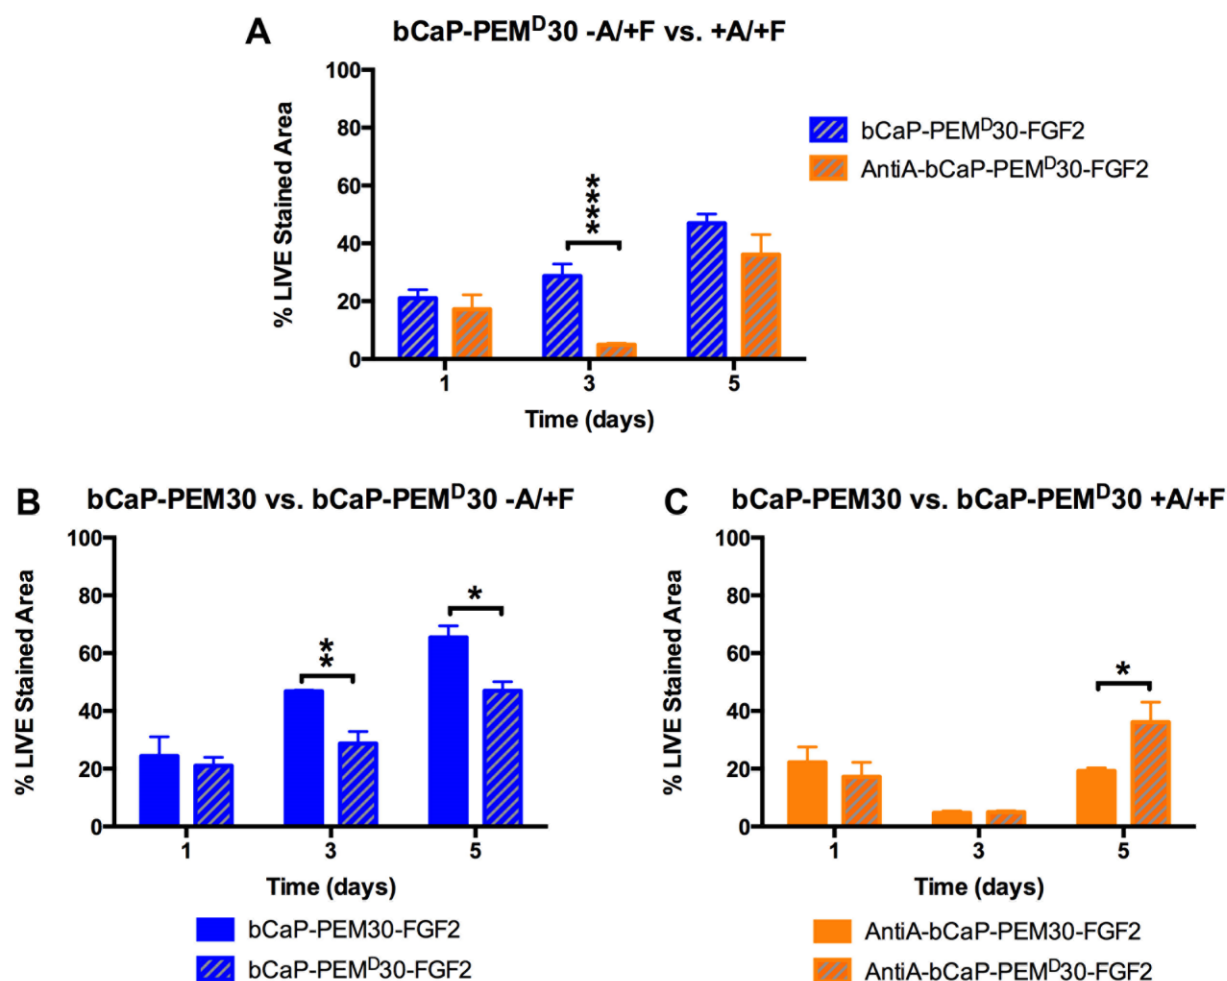 A
bCaP-PEMᴰ30 -A/+F vs. +A/+F
% LIVE Stained Area
100
80
60
40
20
0
****
1
3
5
Time (days)
bCaP-PEMᴰ30-FGF2
AntiA-bCaP-PEMᴰ30-FGF2
B
bCaP-PEM30 vs. bCaP-PEMᴰ30 -A/+F
% LIVE Stained Area
100
80
60
40
20
0
**
*
1
3
5
Time (days)
bCaP-PEM30-FGF2
bCaP-PEMᴰ30-FGF2
C
bCaP-PEM30 vs. bCaP-PEMᴰ30 +A/+F
% LIVE Stained Area
100
80
60
40
20
0
*
1
3
5
Time (days)
AntiA-bCaP-PEM30-FGF2
AntiA-bCaP-PEMᴰ30-FGF2